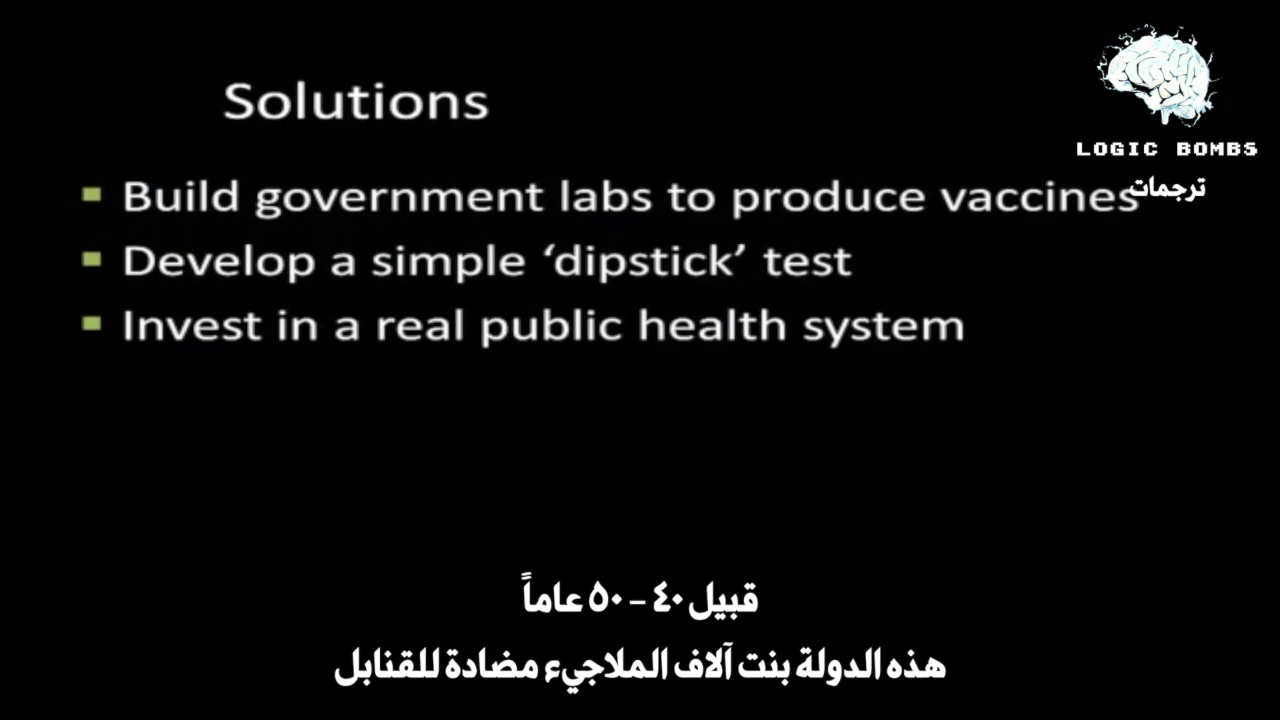 Solutions
Build government labs to produce vaccines
Develop a simple ‘dipstick’ test
Invest in a real public health system
LOGIC BOMBS
ترجمات
قبيل ٤٠ – ٥٠ عاماً
هذه الدولة بنت آلاف الملاجيء مضادة للقنابل